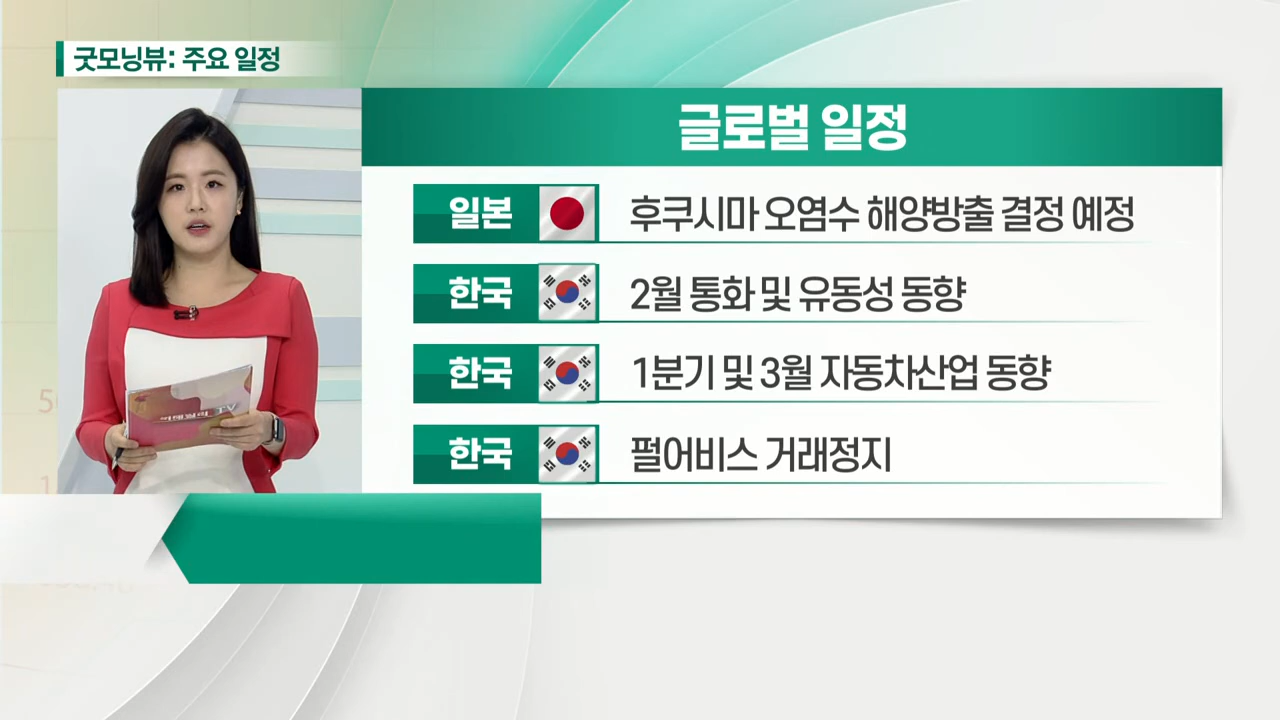 굿모닝뷰: 주요 일정
글로벌 일정
일본 후쿠시마 오염수 해양방출 결정 예정
한국 2월 통화 및 유동성 동향
한국 1분기 및 3월 자동차산업 동향
한국 펄어비스 거래정지